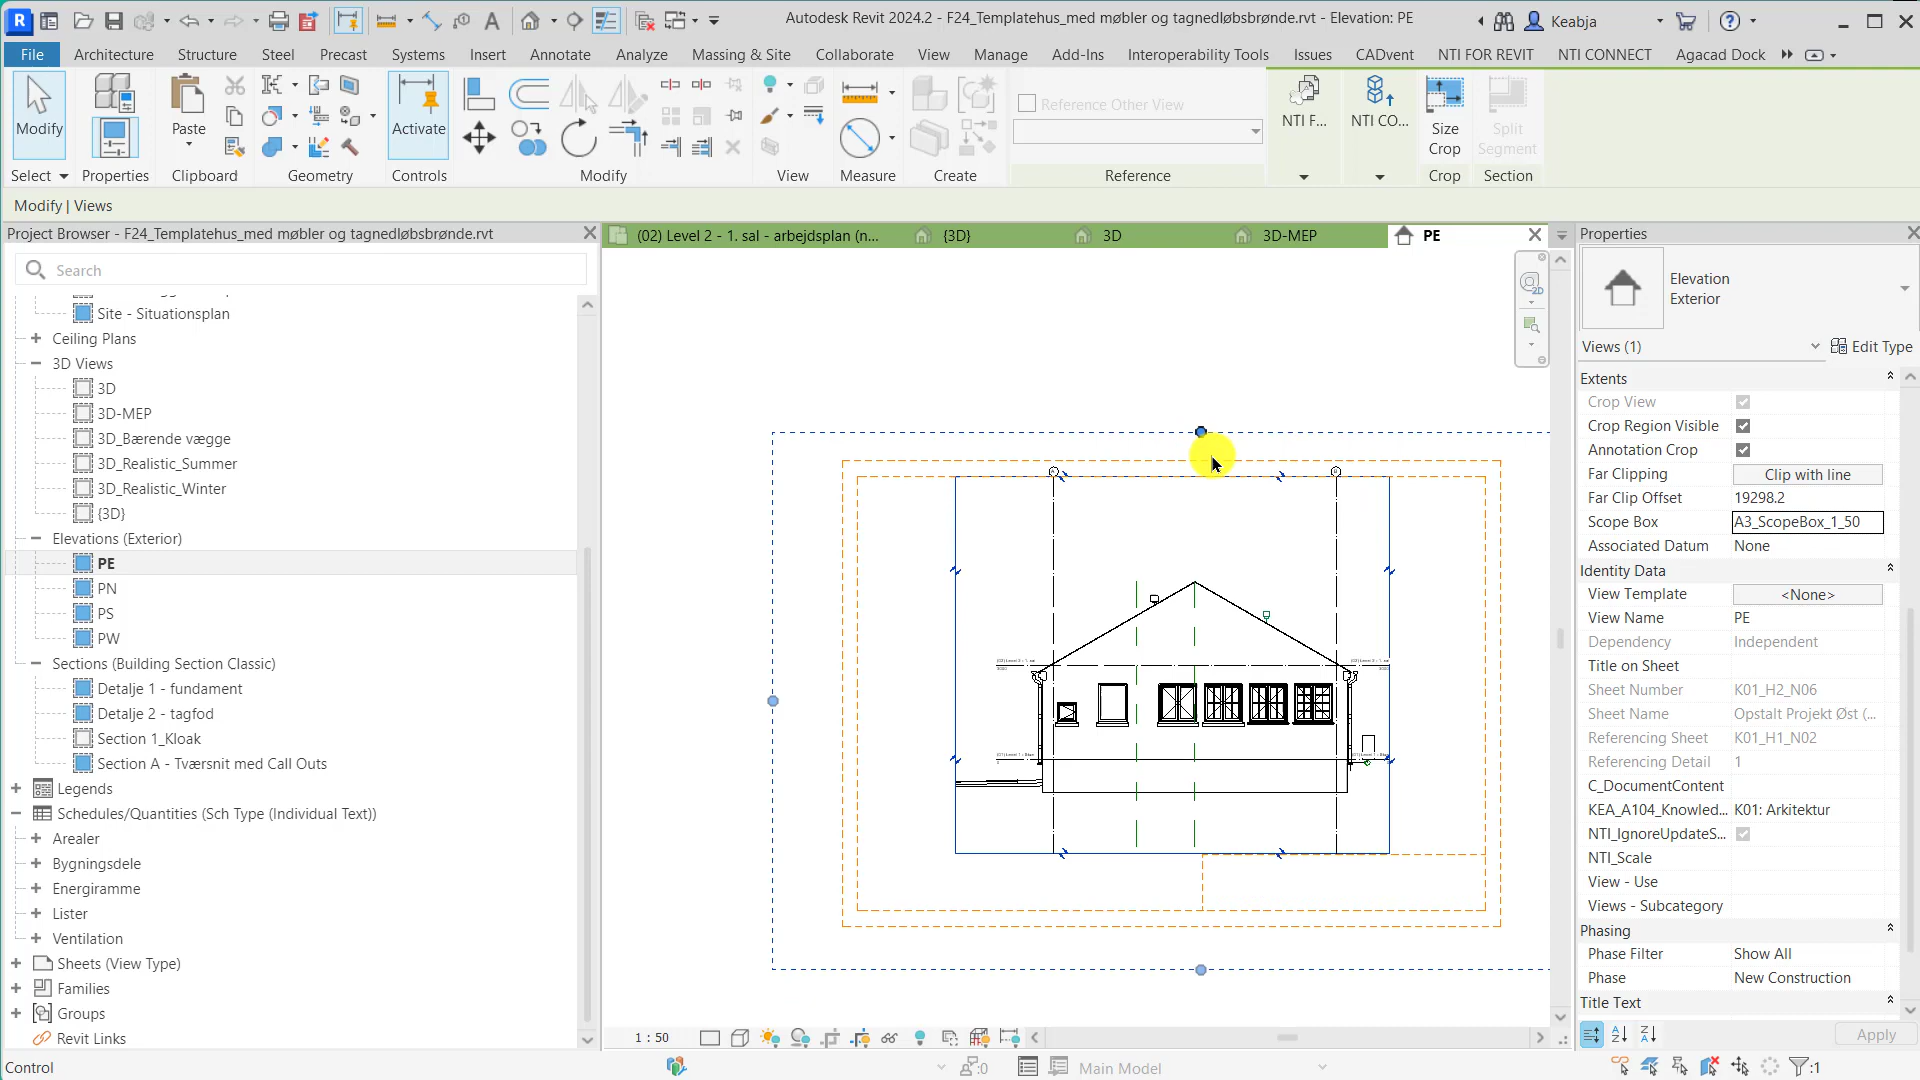 Autodesk Revit 2024.2 - F24_Templatehus_med møbler og tagnedløbsbrønde.rvt - Elevation: PE
Keabja
File Architecture Structure Steel Precast Systems Insert Annotate Analyze Massing & Site Collaborate View Manage Add-Ins Interoperability Tools Issues CADvent NTI FOR REVIT NTI CONNECT Agacad Dock
Modify
Paste
Activate
Reference Other View
NTI F...
NTI CO...
Size Crop
Split Segment
Select Properties Clipboard Geometry Controls Modify View Measure Create Reference Crop Section
Modify | Views
Project Browser - F24_Templatehus_med møbler og tagnedløbsbrønde.rvt
Search
Site - Situationsplan
Ceiling Plans
3D Views
3D
3D-MEP
3D_Bærende vægge
3D_Realistic_Summer
3D_Realistic_Winter
{3D}
Elevations (Exterior)
PE
PN
PS
PW
Sections (Building Section Classic)
Detalje 1 - fundament
Detalje 2 - tagfod
Section 1_Kloak
Section A - Tværsnit med Call Outs
Legends
Schedules/Quantities (Sch Type (Individual Text))
Arealer
Bygningsdele
Energiramme
Lister
Ventilation
Sheets (View Type)
Families
Groups
Revit Links
(02) Level 2 - 1. sal - arbejdsplan (n...
{3D}
3D
3D-MEP
PE
2D
1 : 50
Properties
Elevation
Exterior
Views (1)
Edit Type
Extents
Crop View
Crop Region Visible
Annotation Crop
Far Clipping Clip with line
Far Clip Offset 19298.2
Scope Box A3_ScopeBox_1_50
Associated Datum None
Identity Data
View Template <None>
View Name PE
Dependency Independent
Title on Sheet
Sheet Number K01_H2_N06
Sheet Name Opstalt Projekt Øst (...
Referencing Sheet K01_H1_N02
Referencing Detail 1
C_DocumentContent
KEA_A104_Knowled... K01: Arkitektur
NTI_IgnoreUpdateS...
NTI_Scale
View - Use
Views - Subcategory
Phasing
Phase Filter Show All
Phase New Construction
Title Text
Apply
Control
:0
Main Model
:1